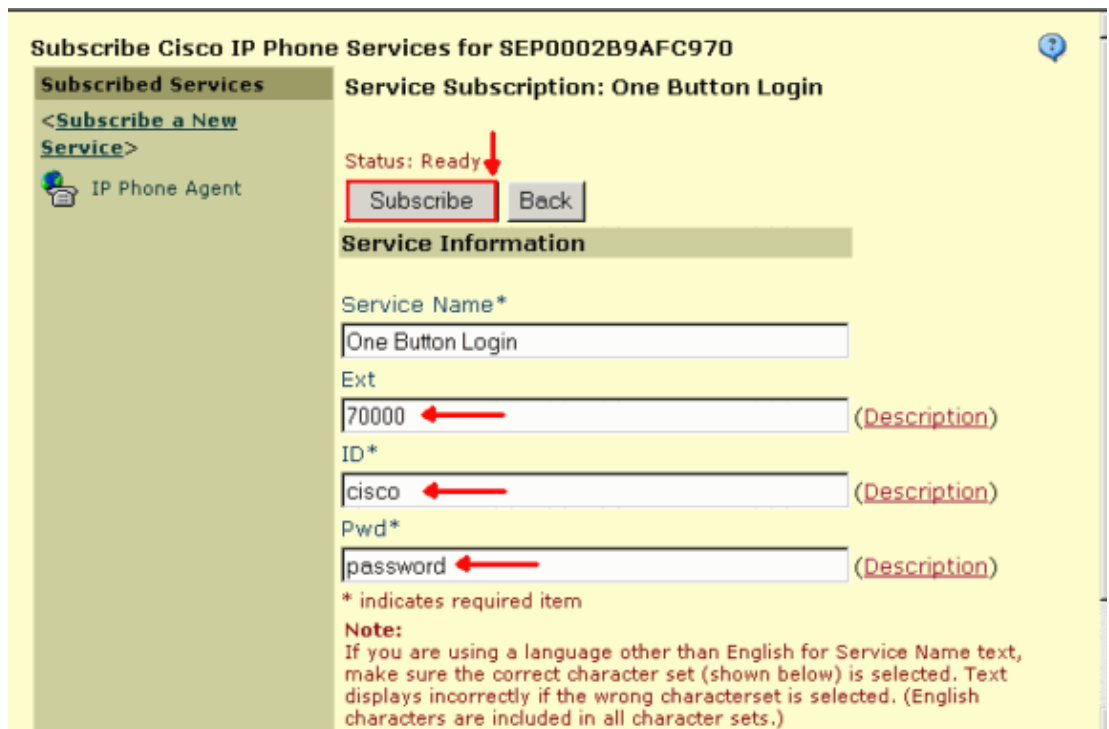 Subscribe Cisco IP Phone Services for SEP0002B9AFC970
?
Subscribed Services
<Subscribe a New
Service>
IP Phone Agent
Service Subscription: One Button Login
Status: Ready
Subscribe
Back
Service Information
Service Name*
One Button Login
Ext
70000
(Description)
ID*
cisco
(Description)
Pwd*
password
(Description)
* indicates required item
Note:
If you are using a language other than English for Service Name text,
make sure the correct character set (shown below) is selected. Text
displays incorrectly if the wrong characterset is selected. (English
characters are included in all character sets.)